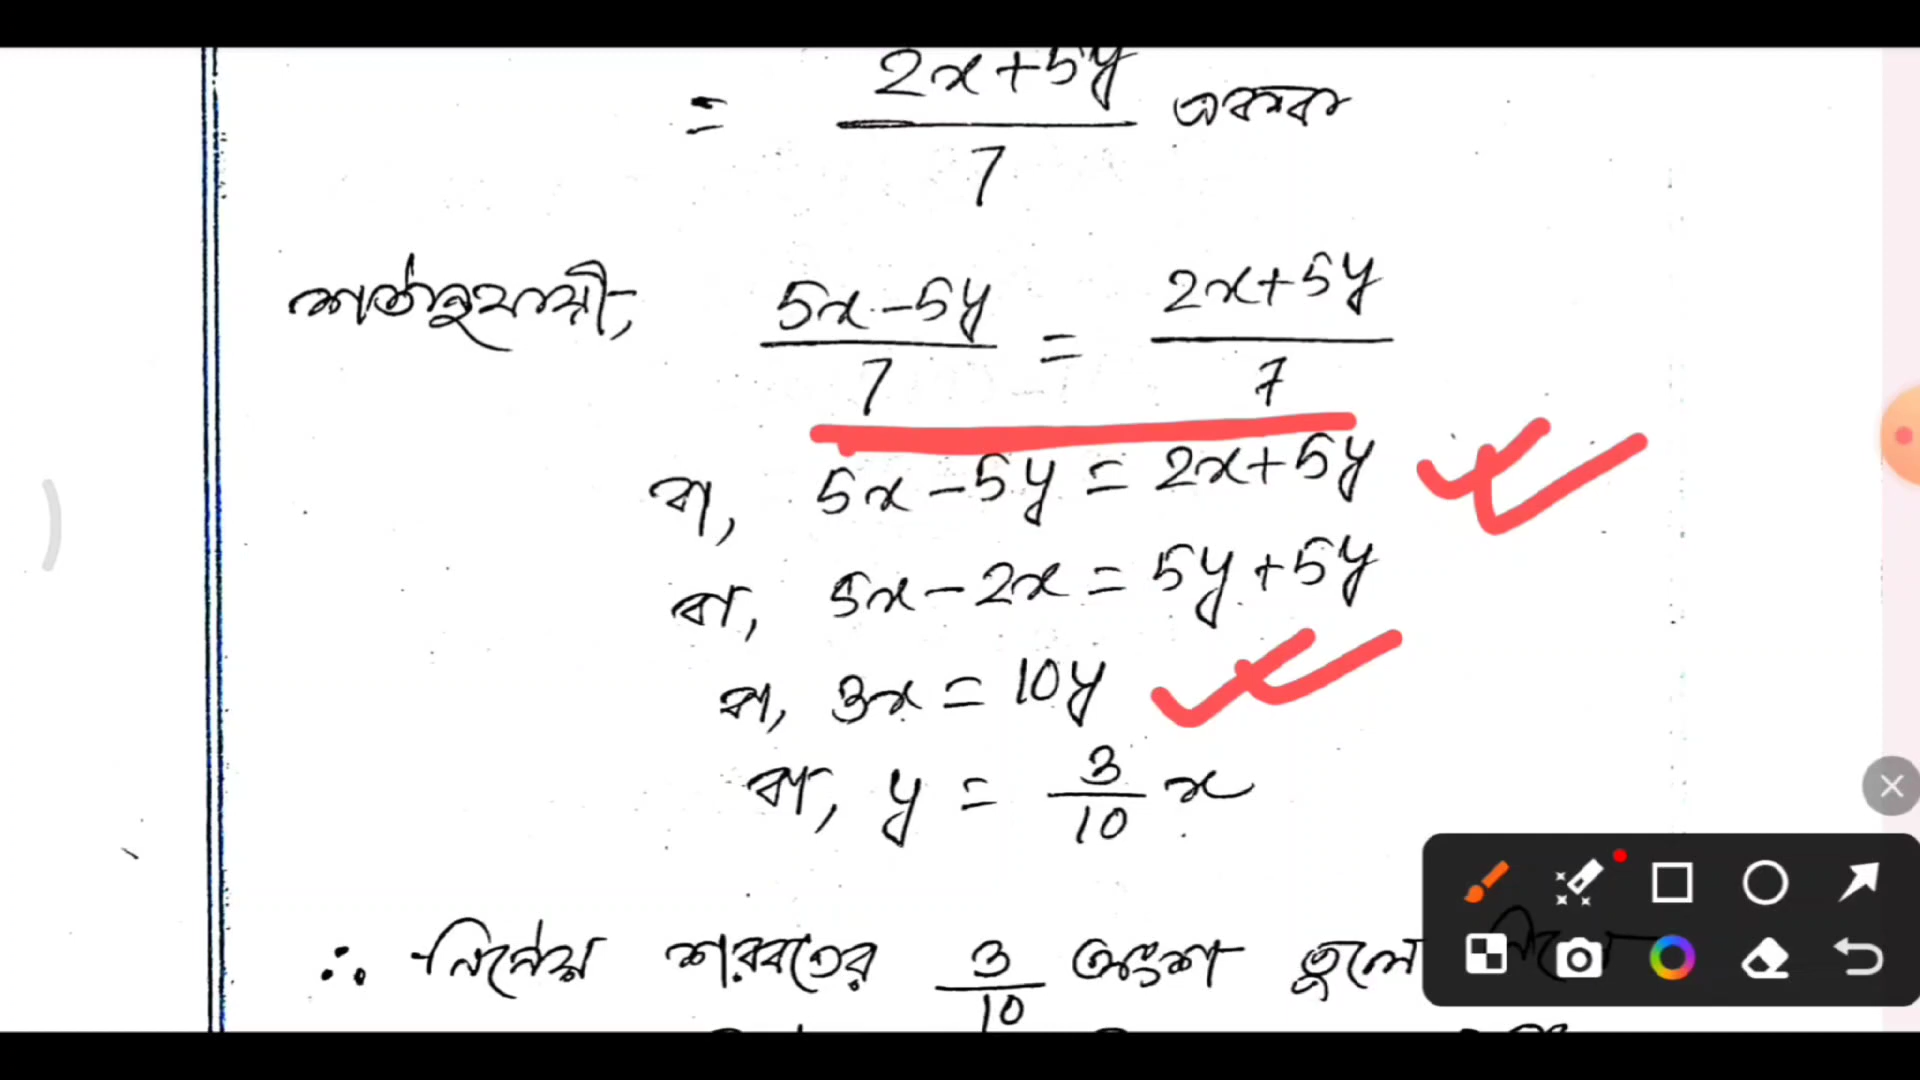 = 2x+5y/7 একক
শর্তানুযায়ী, 5x-5y/7 = 2x+5y/7
বা, 5x-5y = 2x+5y
বা, 5x-2x = 5y+5y
বা, 3x = 10y
বা, y = 3/10 x
∴ নির্ণেয় শরবতের 3/10 অংশ তুলে